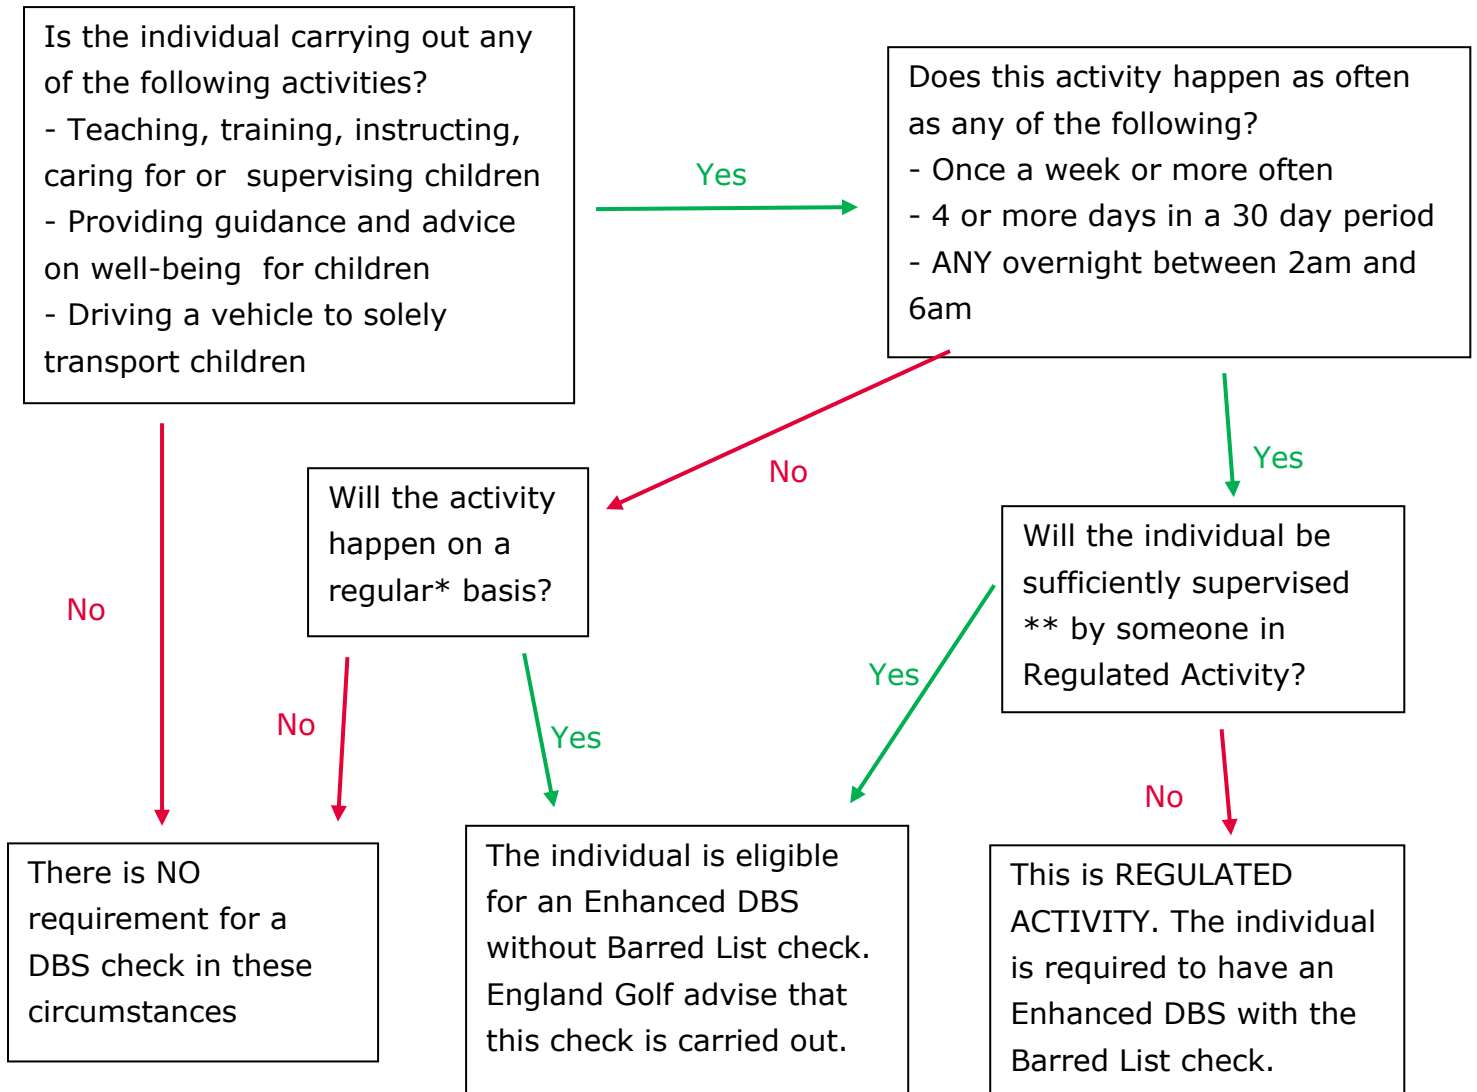 Is the individual carrying out any
of the following activities?
- Teaching, training, instructing,
caring for or supervising children
- Providing guidance and advice
on well-being for children
- Driving a vehicle to solely
transport children
Yes
Does this activity happen as often
as any of the following?
- Once a week or more often
- 4 or more days in a 30 day period
- ANY overnight between 2am and
6am
No
Yes
No
Will the activity
happen on a
regular* basis?
Will the individual be
sufficiently supervised
** by someone in
Regulated Activity?
No
Yes
Yes
No
There is NO
requirement for a
DBS check in these
circumstances
The individual is eligible
for an Enhanced DBS
without Barred List check.
England Golf advise that
this check is carried out.
This is REGULATED
ACTIVITY. The individual
is required to have an
Enhanced DBS with the
Barred List check.